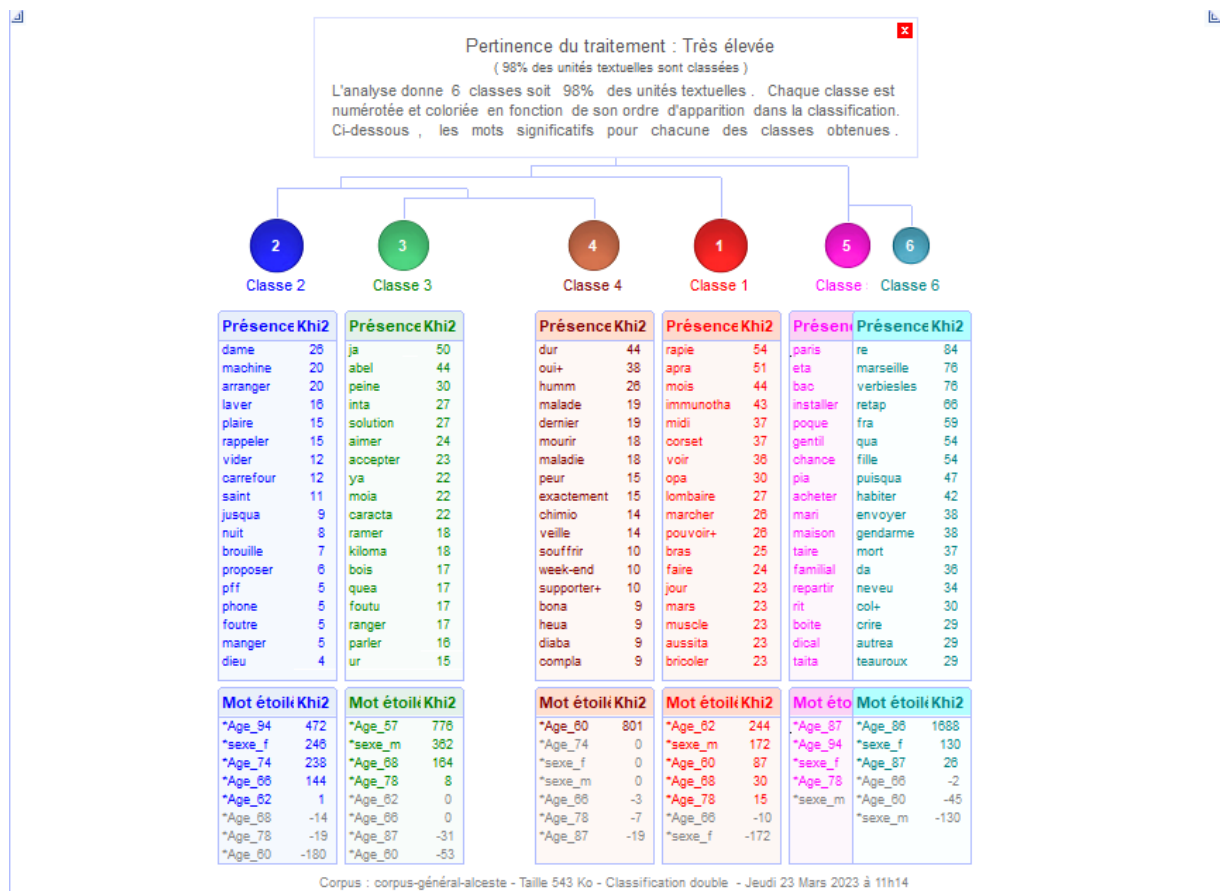 Pertinence du traitement : Très élevée
( 98% des unités textuelles sont classées )
L'analyse donne 6 classes soit 98% des unités textuelles . Chaque classe est
numérotée et coloriée en fonction de son ordre d'apparition dans la classification.
Ci-dessous , les mots significatifs pour chacune des classes obtenues .
2 3 4 1 5 6
Classe 2 Classe 3 Classe 4 Classe 1 Classe Classe 6
Présence Khi2 Présence Khi2 Présence Khi2 Présence Khi2 Présen Présence Khi2
dame 26 ja 50 dur 44 rapie 54 paris re 84
machine 20 abel 44 oui+ 38 apra 51 eta marseille 76
arranger 20 peine 30 humm 26 mois 44 bac verbiesles 76
laver 16 inta 27 malade 19 immunotha 43 installer retap 66
plaire 15 solution 27 dernier 19 midi 37 poque fra 59
rappeler 15 aimer 24 mourir 18 corset 37 gentil qua 54
vider 12 accepter 23 maladie 18 voir 36 chance fille 54
carrefour 12 ya 22 peur 15 opa 30 pia puisqua 47
saint 11 moia 22 exactement 15 lombaire 27 acheter habiter 42
jusqua 9 caracta 22 chimio 14 marcher 26 mari envoyer 38
nuit 8 ramer 18 veille 14 pouvoir+ 26 maison gendarme 38
brouille 7 kiloma 18 souffrir 10 bras 25 taire mort 37
proposer 6 bois 17 week-end 10 faire 24 familial da 36
pff 5 quea 17 supporter+ 10 jour 23 repartir neveu 34
phone 5 foutu 17 bona 9 mars 23 rit col+ 30
foutre 5 ranger 17 heua 9 muscle 23 boite crire 29
manger 5 parler 16 diaba 9 aussita 23 dical autrea 29
dieu 4 ur 15 compla 9 bricoler 23 taita teauroux 29
Mot étoilé Khi2 Mot étoilé Khi2 Mot étoilé Khi2 Mot étoilé Khi2 Mot éto Mot étoilé Khi2
*Age_94 472 *Age_57 776 *Age_60 801 *Age_62 244 *Age_87 *Age_86 1688
*sexe_f 246 *sexe_m 362 *Age_74 0 *sexe_m 172 *Age_94 *sexe_f 130
*Age_74 238 *Age_68 164 *sexe_f 0 *Age_60 87 *sexe_f *Age_87 26
*Age_66 144 *Age_78 8 *sexe_m 0 *Age_68 30 *Age_78 *Age_66 -2
*Age_62 1 *Age_62 0 *Age_66 -3 *Age_78 15 *sexe_m *Age_60 -45
*Age_68 -14 *Age_66 0 *Age_78 -7 *Age_66 -10 *sexe_m -130
*Age_78 -19 *Age_87 -31 *Age_87 -19 *sexe_f -172
*Age_60 -180 *Age_60 -53
Corpus : corpus-général-alceste - Taille 543 Ko - Classification double - Jeudi 23 Mars 2023 à 11h14